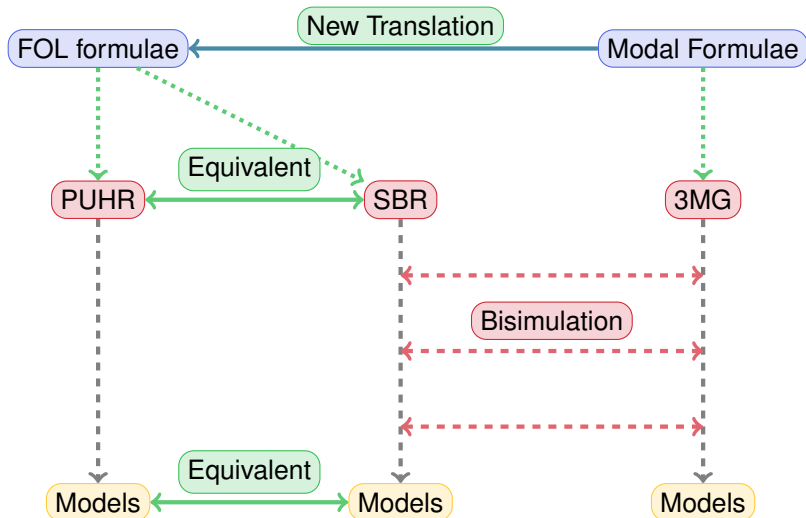 New Translation
FOL formulae
Modal Formulae
Equivalent
PUHR
SBR
3MG
Bisimulation
Equivalent
Models
Models
Models